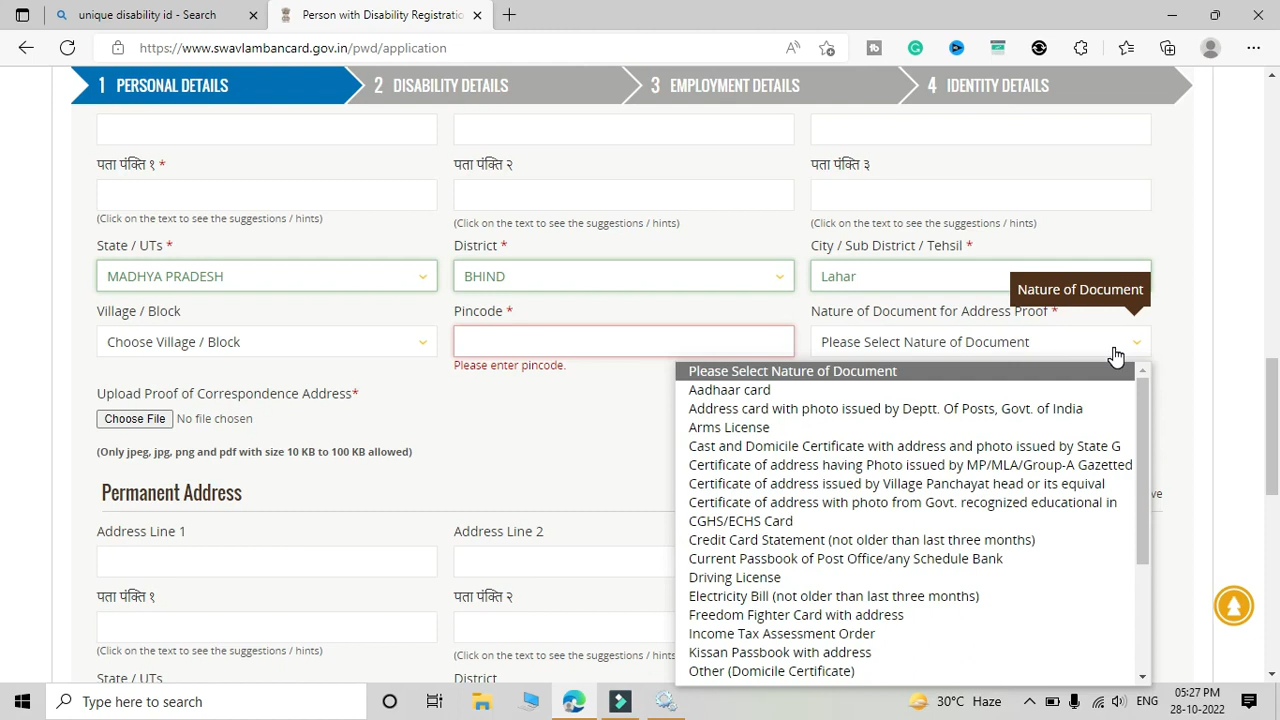 unique disability id - Search
Person with Disability Registratio
https://www.swavlambancard.gov.in/pwd/application
1 PERSONAL DETAILS
2 DISABILITY DETAILS
3 EMPLOYMENT DETAILS
4 IDENTITY DETAILS
पता पंक्ति १ *
पता पंक्ति २
पता पंक्ति ३
(Click on the text to see the suggestions / hints)
(Click on the text to see the suggestions / hints)
(Click on the text to see the suggestions / hints)
State / UTs *
District *
City / Sub District / Tehsil *
MADHYA PRADESH
BHIND
Lahar
Nature of Document
Village / Block
Pincode *
Nature of Document for Address Proof *
Choose Village / Block
Please Select Nature of Document
Please enter pincode.
Please Select Nature of Document
Aadhaar card
Address card with photo issued by Deptt. Of Posts, Govt. of India
Arms License
Cast and Domicile Certificate with address and photo issued by State G
Certificate of address having Photo issued by MP/MLA/Group-A Gazetted
Certificate of address issued by Village Panchayat head or its equival
Certificate of address with photo from Govt. recognized educational in
CGHS/ECHS Card
Credit Card Statement (not older than last three months)
Current Passbook of Post Office/any Schedule Bank
Driving License
Electricity Bill (not older than last three months)
Freedom Fighter Card with address
Income Tax Assessment Order
Kissan Passbook with address
Other (Domicile Certificate)
Upload Proof of Correspondence Address*
Choose File No file chosen
(Only jpeg, jpg, png and pdf with size 10 KB to 100 KB allowed)
Permanent Address
ve
Address Line 1
Address Line 2
पता पंक्ति १
पता पंक्ति २
(Click on the text to see the suggestions / hints)
(Click on the text to see the suggestions / hints
State / UTs
District
Type here to search
30°C Haze
ENG
05:27 PM
28-10-2022